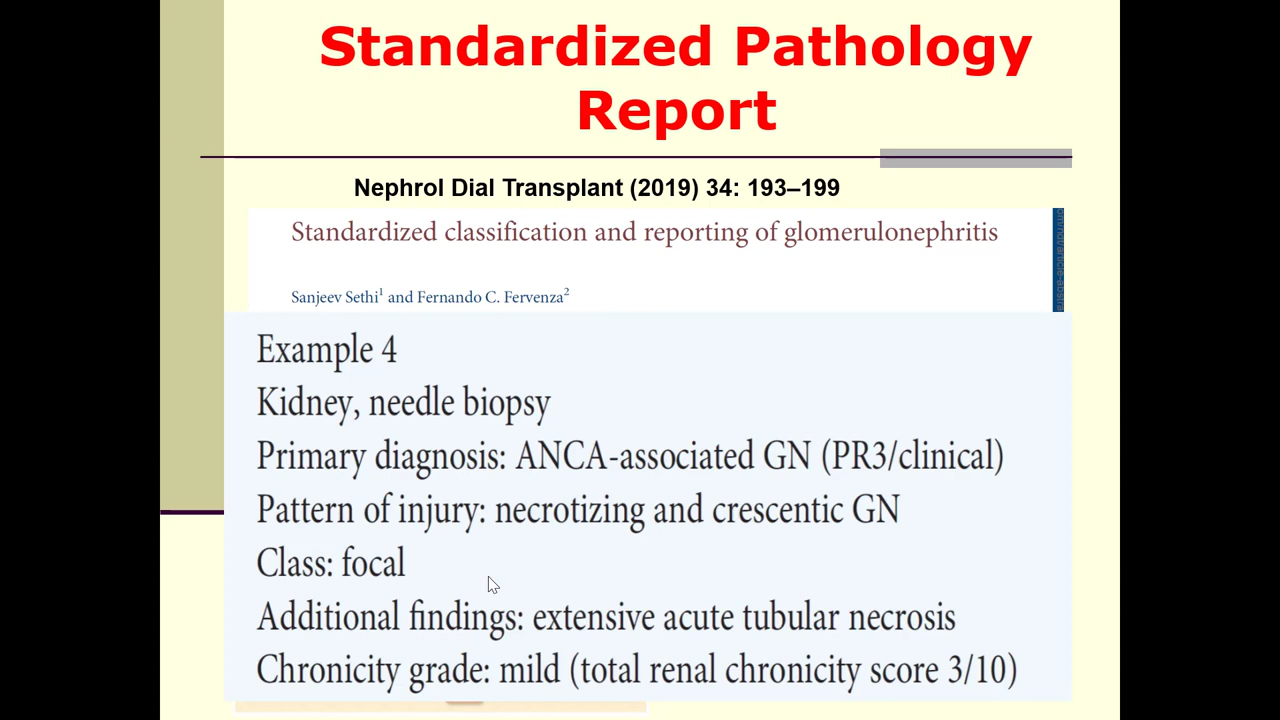 Standardized Pathology
Report
Nephrol Dial Transplant (2019) 34: 193–199
Standardized classification and reporting of glomerulonephritis
Sanjeev Sethi1 and Fernando C. Fervenza2
Example 4
Kidney, needle biopsy
Primary diagnosis: ANCA-associated GN (PR3/clinical)
Pattern of injury: necrotizing and crescentic GN
Class: focal
Additional findings: extensive acute tubular necrosis
Chronicity grade: mild (total renal chronicity score 3/10)